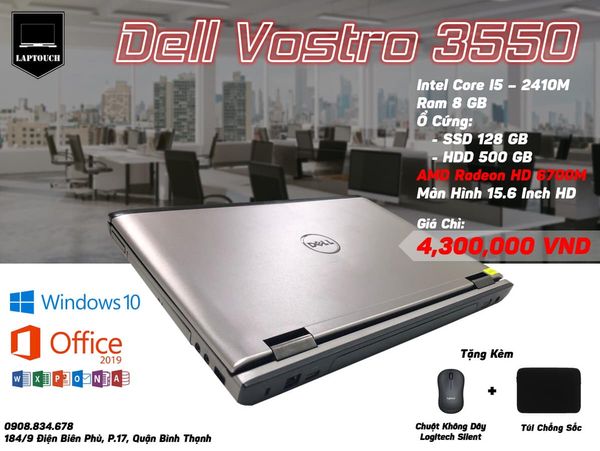 LAPTOUCH
Dell Vostro 3550
Intel Core I5 – 2410M
Ram 8 GB
Ổ Cứng:
- SSD 128 GB
- HDD 500 GB
AMD Radeon HD 6700M
Màn Hình 15.6 Inch HD
Giá Chỉ:
4,300,000 VND
DELL
Windows 10
Office
2019
W X P O N A
Tặng Kèm
+
Chuột Không Dây
Logitech Silent
Túi Chống Sốc
0908.834.678
184/9 Điện Biên Phủ, P.17, Quận Bình Thạnh